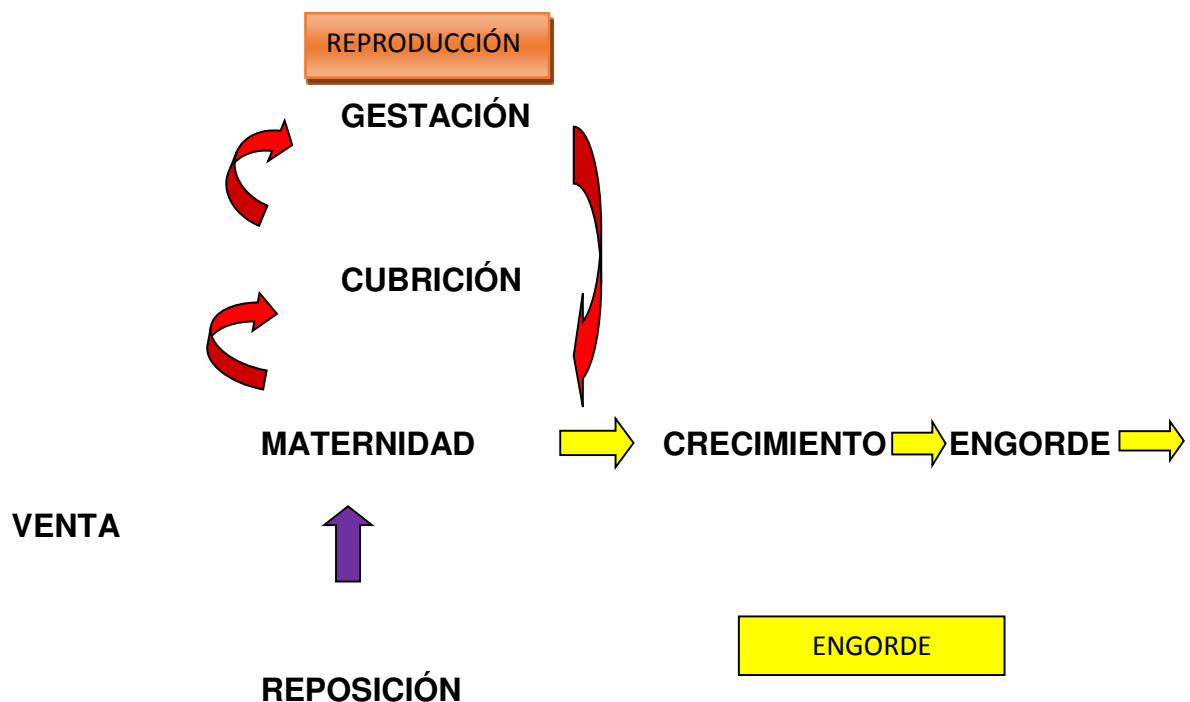 REPRODUCCIÓN
GESTACIÓN
CUBRICIÓN
MATERNIDAD CRECIMIENTO ENGORDE
VENTA
ENGORDE
REPOSICIÓN